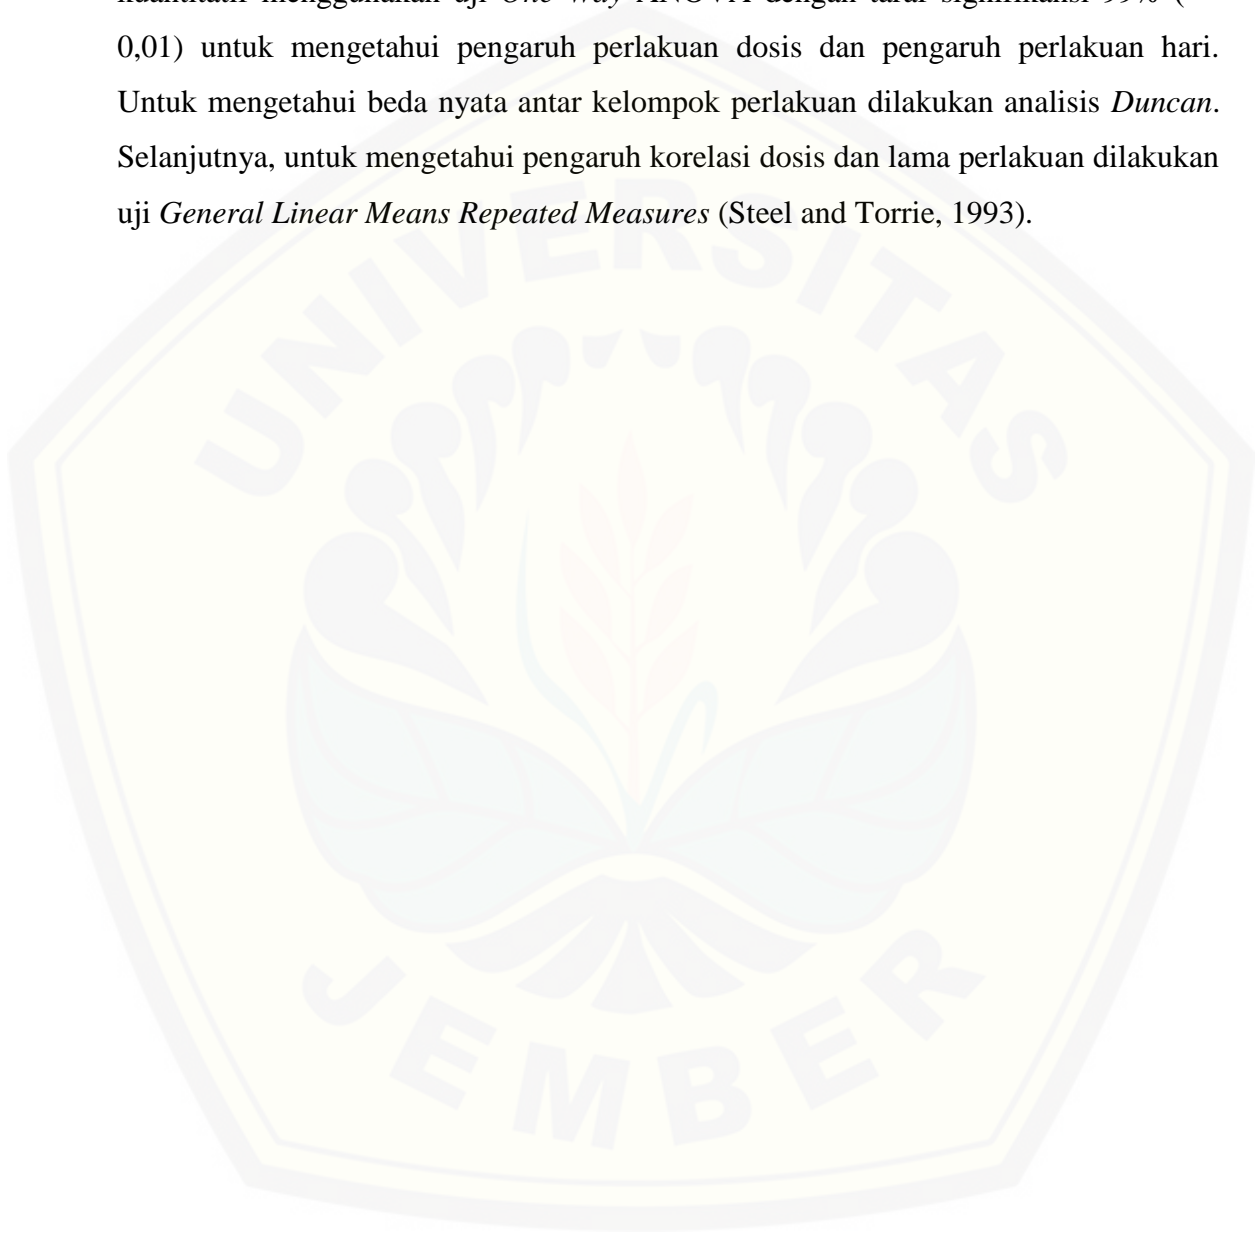 kuantitatif menggunakan uji One Way ANOVA dengan taraf signifikansi 99% (
0,01) untuk mengetahui pengaruh perlakuan dosis dan pengaruh perlakuan hari.
Untuk mengetahui beda nyata antar kelompok perlakuan dilakukan analisis Duncan.
Selanjutnya, untuk mengetahui pengaruh korelasi dosis dan lama perlakuan dilakukan
uji General Linear Means Repeated Measures (Steel and Torrie, 1993).
UNIVERSITAS
JEMBER